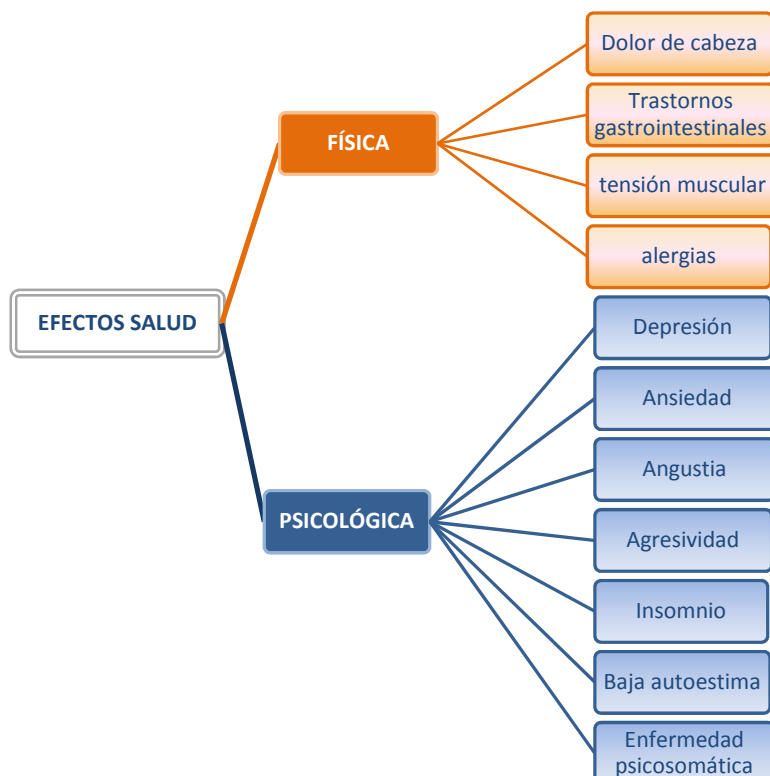 EFECTOS SALUD
FÍSICA
Dolor de cabeza
Trastornos
gastrointestinales
tensión muscular
alergias
PSICOLÓGICA
Depresión
Ansiedad
Angustia
Agresividad
Insomnio
Baja autoestima
Enfermedad
psicosomática